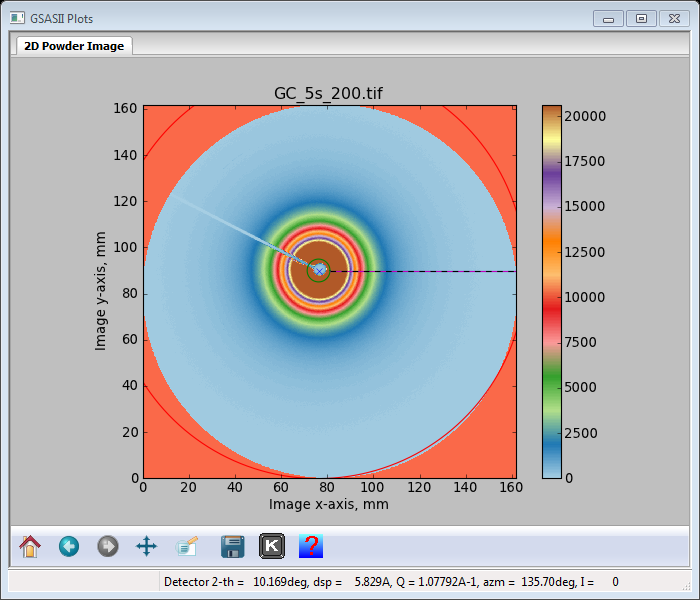 GSASII Plots
2D Powder Image
GC_5s_200.tif
160
140
120
100
80
60
40
20
0
Image y-axis, mm
0 20 40 60 80 100 120 140 160
Image x-axis, mm
20000
17500
15000
12500
10000
7500
5000
2500
0
K ?
Detector 2-th = 10.169deg, dsp = 5.829A, Q = 1.07792A-1, azm = 135.70deg, I = 0